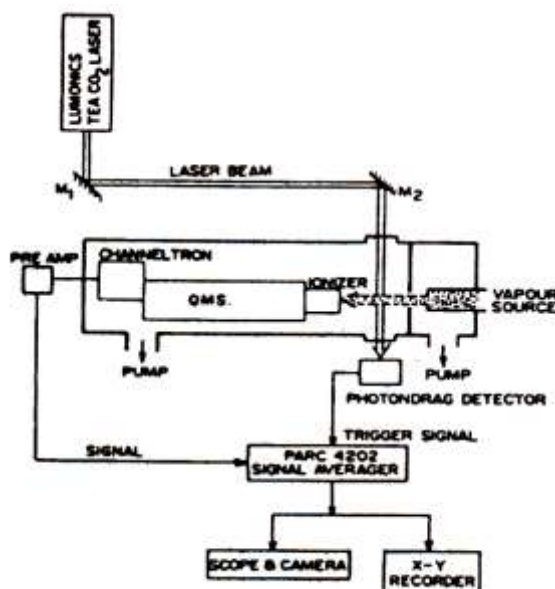 LUMONICS
TEA CO2 LASER
LASER BEAM
M1
M2
PRE AMP
CHANNELTRON
IONIZER
QMS.
VAPOUR
SOURCE
PUMP
PUMP
PHOTONDRAG DETECTOR
TRIGGER SIGNAL
SIGNAL
PARC 4202
SIGNAL AVERAGER
SCOPE & CAMERA
X-Y
RECORDER